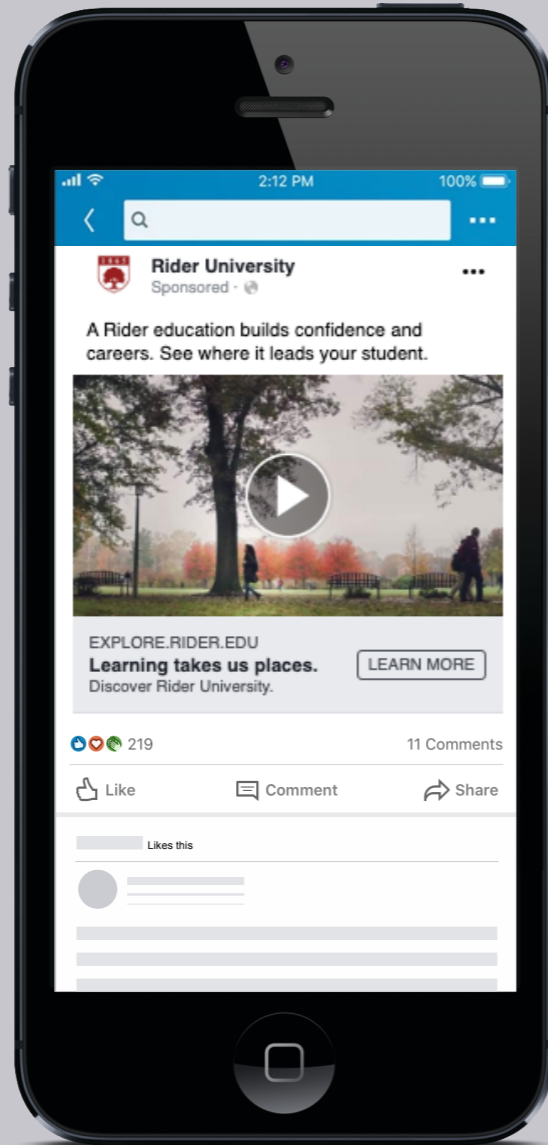 2:12 PM
100%
1865
Rider University
Sponsored ·
A Rider education builds confidence and
careers. See where it leads your student.
EXPLORE.RIDER.EDU
Learning takes us places.
LEARN MORE
Discover Rider University.
219
11 Comments
Like
Comment
Share
Likes this